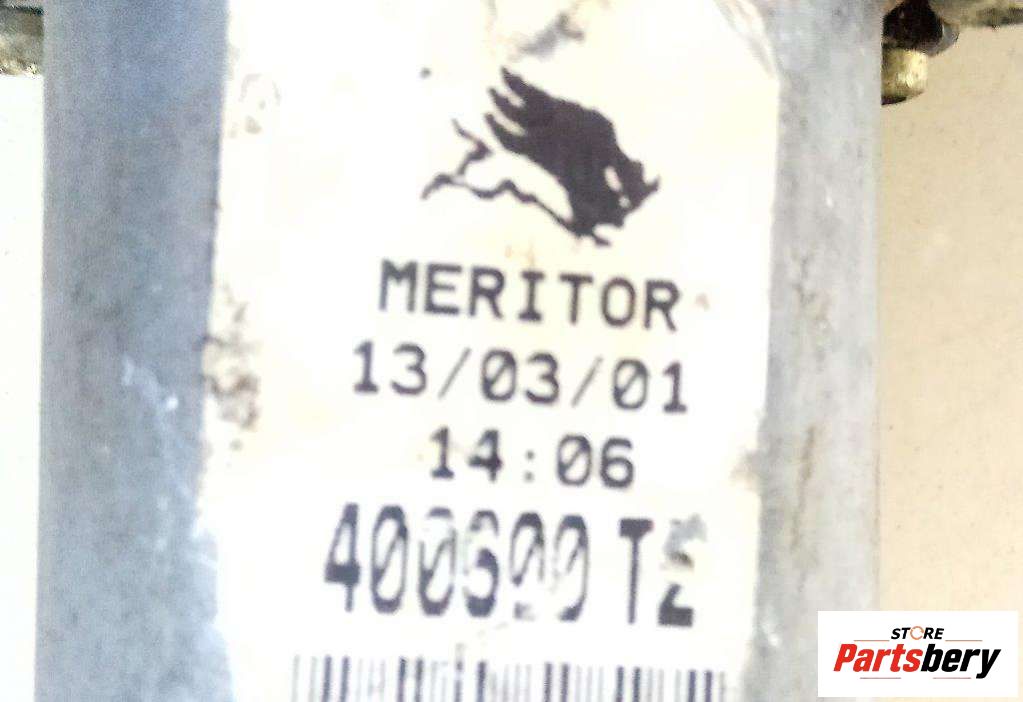 MERITOR
13/03/01
14:06
STORE
Partsbery